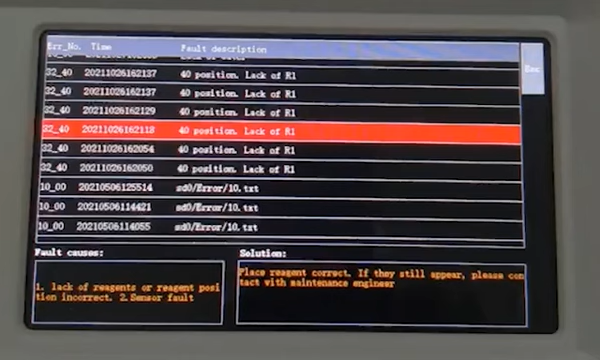 Err_No. Time Fault description
32_40 20211026162137 40 position. Lack of R1
32_40 20211026162137 40 position. Lack of R1
32_40 20211026162129 40 position. Lack of R1
32_40 20211026162118 40 position. Lack of R1
32_40 20211026162054 40 position. Lack of R1
32_40 20211026162050 40 position. Lack of R1
10_00 20210506125514 sd0/Error/10.txt
10_00 20210506114421 sd0/Error/10.txt
10_00 20210506114055 sd0/Error/10.txt
Fault causes:
1. lack of reagents or reagent posi
tion incorrect. 2.Sensor fault
Solution:
Place reagent correct. If they still appear, please con
tact with maintenance engineer